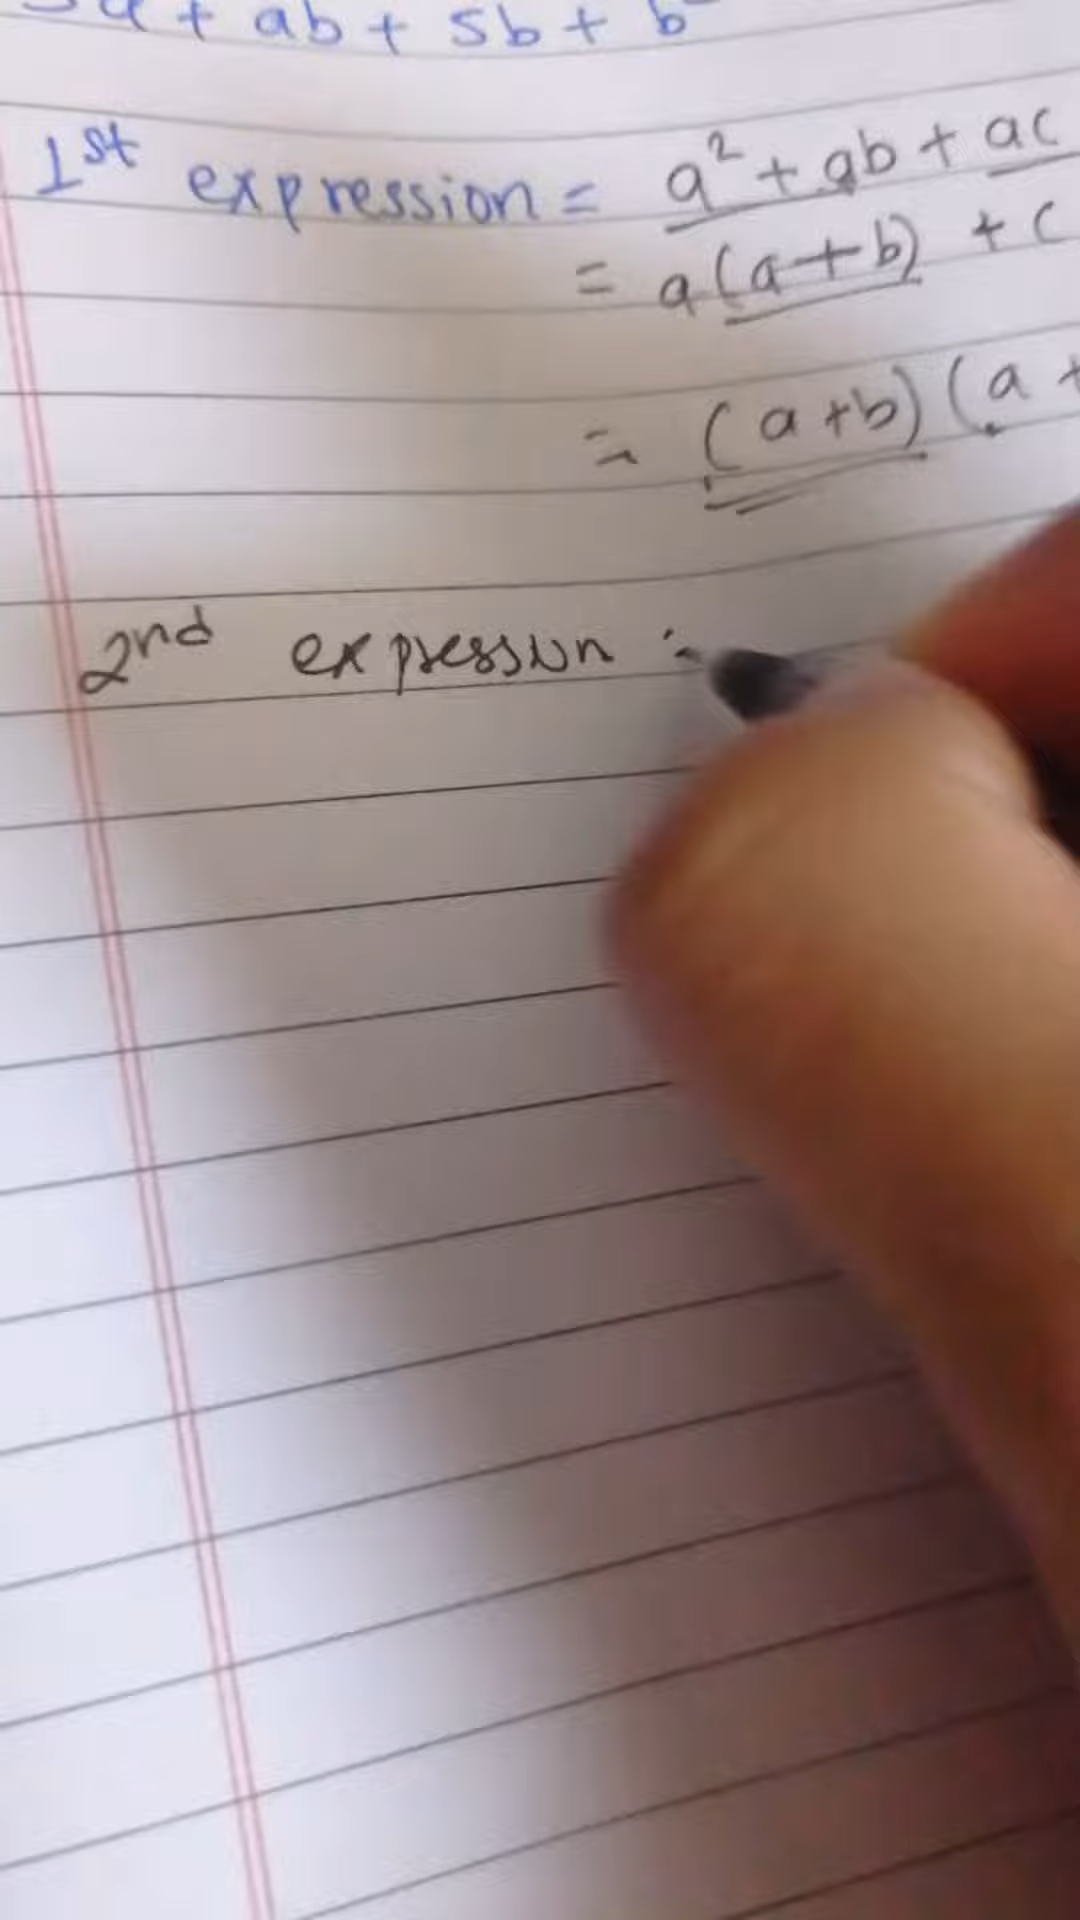 a + ab + 5b + b
1st expression = a² + ab + ac
= a(a+b) + c
= (a+b) (a +
2nd expression :-